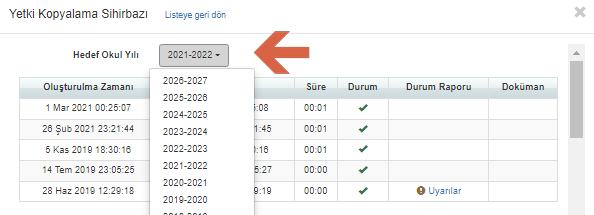 Yetki Kopyalama Sihirbazı Listeye geri dön
Hedef Okul Yılı 2021-2022
Oluşturulma Zamanı Süre Durum Durum Raporu Doküman
2026-2027
1 Mar 2021 00:25:07 5:08 00:01
2025-2026
2024-2025
26 Şub 2021 23:21:44 1:45 00:01
2023-2024
5 Kas 2019 18:30:16 0:16 00:01
2022-2023
2021-2022
14 Tem 2019 23:05:25 5:27 00:00
2020-2021
28 Haz 2019 12:29:18 9:19 00:01 Uyarılar
2019-2020